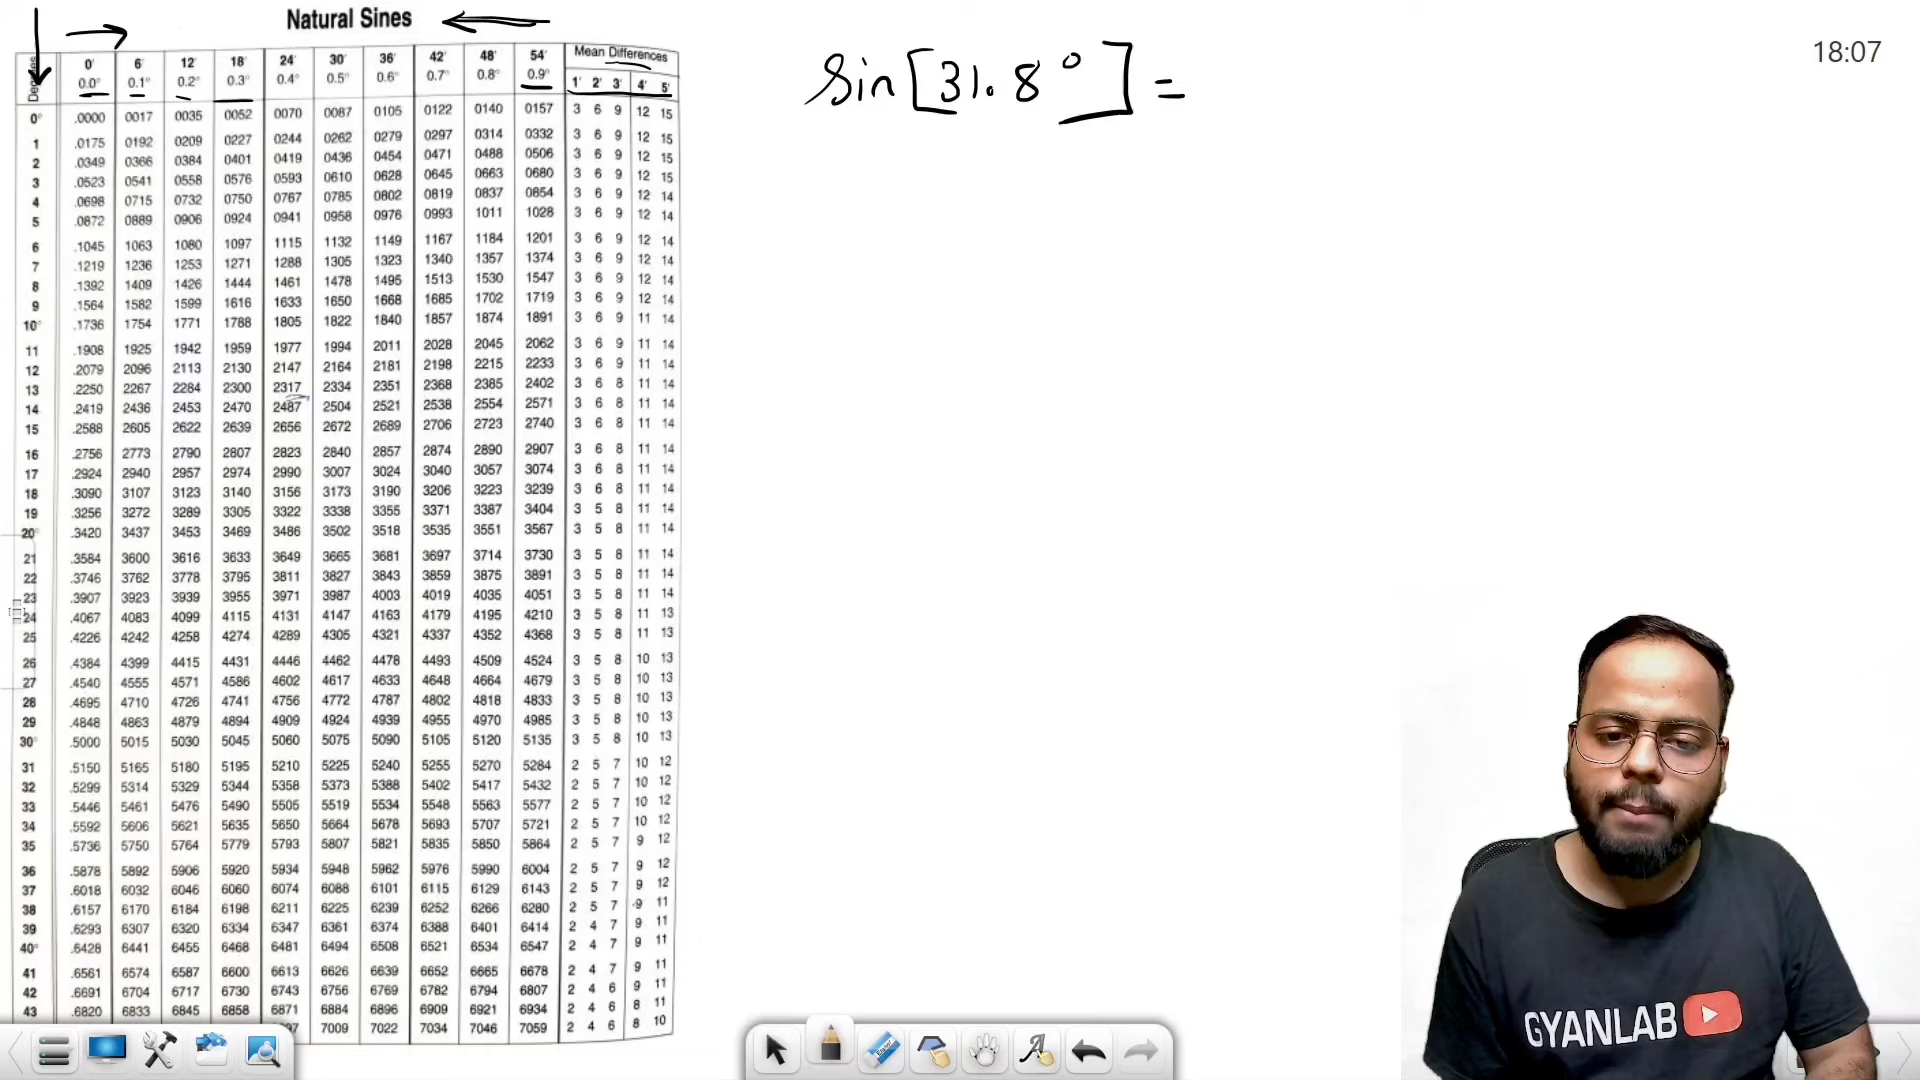 Natural Sines
Degrees 0′ 6′ 12′ 18′ 24′ 30′ 36′ 42′ 48′ 54′ Mean Differences
0.0° 0.1° 0.2° 0.3° 0.4° 0.5° 0.6° 0.7° 0.8° 0.9° 1′ 2′ 3′ 4′ 5′
0° .0000 0017 0035 0052 0070 0087 0105 0122 0140 0157 3 6 9 12 15
1 .0175 0192 0209 0227 0244 0262 0279 0297 0314 0332 3 6 9 12 15
2 .0349 0366 0384 0401 0419 0436 0454 0471 0488 0506 3 6 9 12 15
3 .0523 0541 0558 0576 0593 0610 0628 0645 0663 0680 3 6 9 12 15
4 .0698 0715 0732 0750 0767 0785 0802 0819 0837 0854 3 6 9 12 14
5 .0872 0889 0906 0924 0941 0958 0976 0993 1011 1028 3 6 9 12 14
6 .1045 1063 1080 1097 1115 1132 1149 1167 1184 1201 3 6 9 12 14
7 .1219 1236 1253 1271 1288 1305 1323 1340 1357 1374 3 6 9 12 14
8 .1392 1409 1426 1444 1461 1478 1495 1513 1530 1547 3 6 9 12 14
9 .1564 1582 1599 1616 1633 1650 1668 1685 1702 1719 3 6 9 12 14
10° .1736 1754 1771 1788 1805 1822 1840 1857 1874 1891 3 6 9 11 14
11 .1908 1925 1942 1959 1977 1994 2011 2028 2045 2062 3 6 9 11 14
12 .2079 2096 2113 2130 2147 2164 2181 2198 2215 2233 3 6 9 11 14
13 .2250 2267 2284 2300 2317 2334 2351 2368 2385 2402 3 6 8 11 14
14 .2419 2436 2453 2470 2487 2504 2521 2538 2554 2571 3 6 8 11 14
15 .2588 2605 2622 2639 2656 2672 2689 2706 2723 2740 3 6 8 11 14
16 .2756 2773 2790 2807 2823 2840 2857 2874 2890 2907 3 6 8 11 14
17 .2924 2940 2957 2974 2990 3007 3024 3040 3057 3074 3 6 8 11 14
18 .3090 3107 3123 3140 3156 3173 3190 3206 3223 3239 3 6 8 11 14
19 .3256 3272 3289 3305 3322 3338 3355 3371 3387 3404 3 5 8 11 14
20° .3420 3437 3453 3469 3486 3502 3518 3535 3551 3567 3 5 8 11 14
21 .3584 3600 3616 3633 3649 3665 3681 3697 3714 3730 3 5 8 11 14
22 .3746 3762 3778 3795 3811 3827 3843 3859 3875 3891 3 5 8 11 14
23 .3907 3923 3939 3955 3971 3987 4003 4019 4035 4051 3 5 8 11 14
24 .4067 4083 4099 4115 4131 4147 4163 4179 4195 4210 3 5 8 11 13
25 .4226 4242 4258 4274 4289 4305 4321 4337 4352 4368 3 5 8 11 13
26 .4384 4399 4415 4431 4446 4462 4478 4493 4509 4524 3 5 8 10 13
27 .4540 4555 4571 4586 4602 4617 4633 4648 4664 4679 3 5 8 10 13
28 .4695 4710 4726 4741 4756 4772 4787 4802 4818 4833 3 5 8 10 13
29 .4848 4863 4879 4894 4909 4924 4939 4955 4970 4985 3 5 8 10 13
30° .5000 5015 5030 5045 5060 5075 5090 5105 5120 5135 3 5 8 10 13
31 .5150 5165 5180 5195 5210 5225 5240 5255 5270 5284 2 5 7 10 12
32 .5299 5314 5329 5344 5358 5373 5388 5402 5417 5432 2 5 7 10 12
33 .5446 5461 5476 5490 5505 5519 5534 5548 5563 5577 2 5 7 10 12
34 .5592 5606 5621 5635 5650 5664 5678 5693 5707 5721 2 5 7 10 12
35 .5736 5750 5764 5779 5793 5807 5821 5835 5850 5864 2 5 7 9 12
36 .5878 5892 5906 5920 5934 5948 5962 5976 5990 6004 2 5 7 9 12
37 .6018 6032 6046 6060 6074 6088 6101 6115 6129 6143 2 5 7 9 12
38 .6157 6170 6184 6198 6211 6225 6239 6252 6266 6280 2 5 7 9 11
39 .6293 6307 6320 6334 6347 6361 6374 6388 6401 6414 2 4 7 9 11
40° .6428 6441 6455 6468 6481 6494 6508 6521 6534 6547 2 4 7 9 11
41 .6561 6574 6587 6600 6613 6626 6639 6652 6665 6678 2 4 7 9 11
42 .6691 6704 6717 6730 6743 6756 6769 6782 6794 6807 2 4 6 9 11
43 .6820 6833 6845 6858 6871 6884 6896 6909 6921 6934 2 4 6 8 11
7009 7022 7034 7046 7059 2 4 6 8 10
sin[31.8°] =
18:07
GYANLAB
Eraser
A